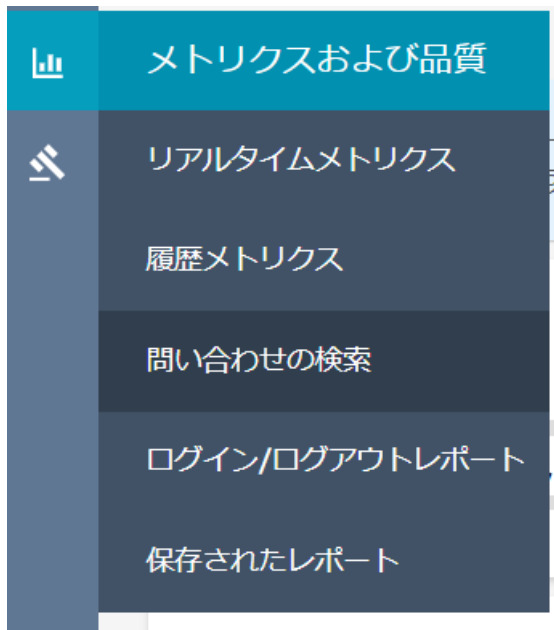 メトリクスおよび品質
リアルタイムメトリクス
履歴メトリクス
問い合わせの検索
ログイン/ログアウトレポート
保存されたレポート